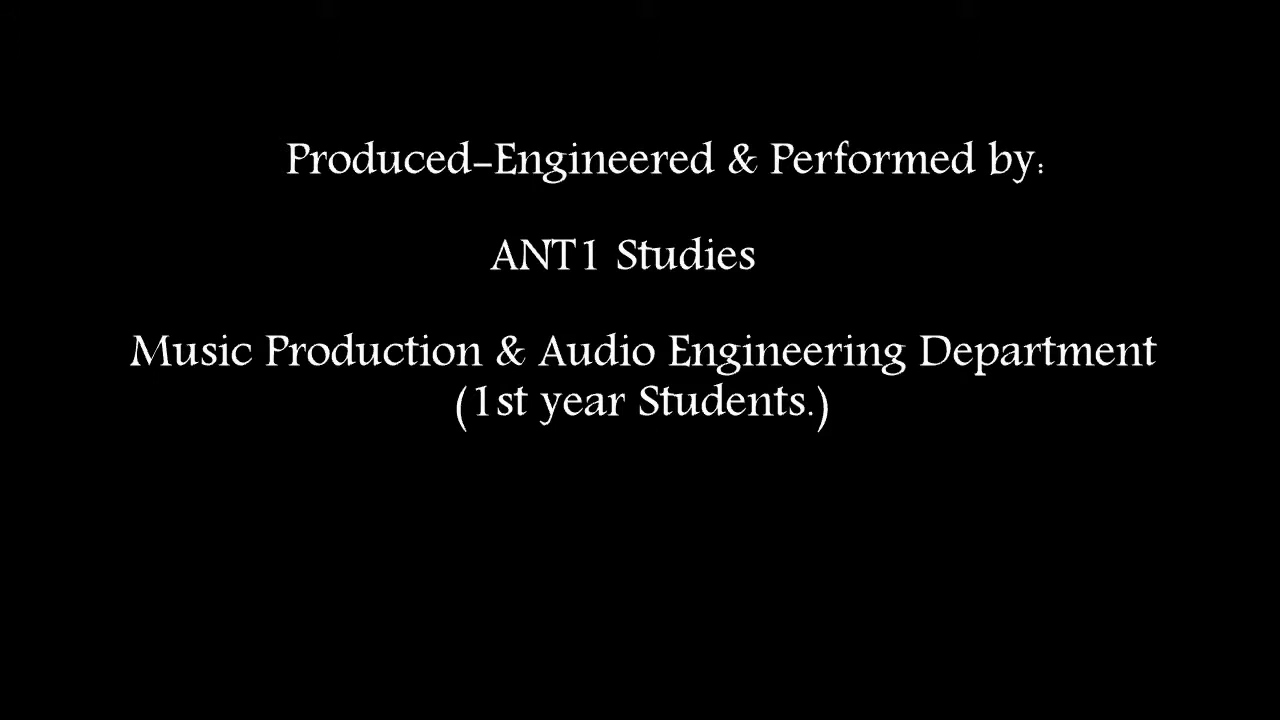 Produced-Engineered & Performed by:
ANT1 Studies
Music Production & Audio Engineering Department
(1st year Students.)